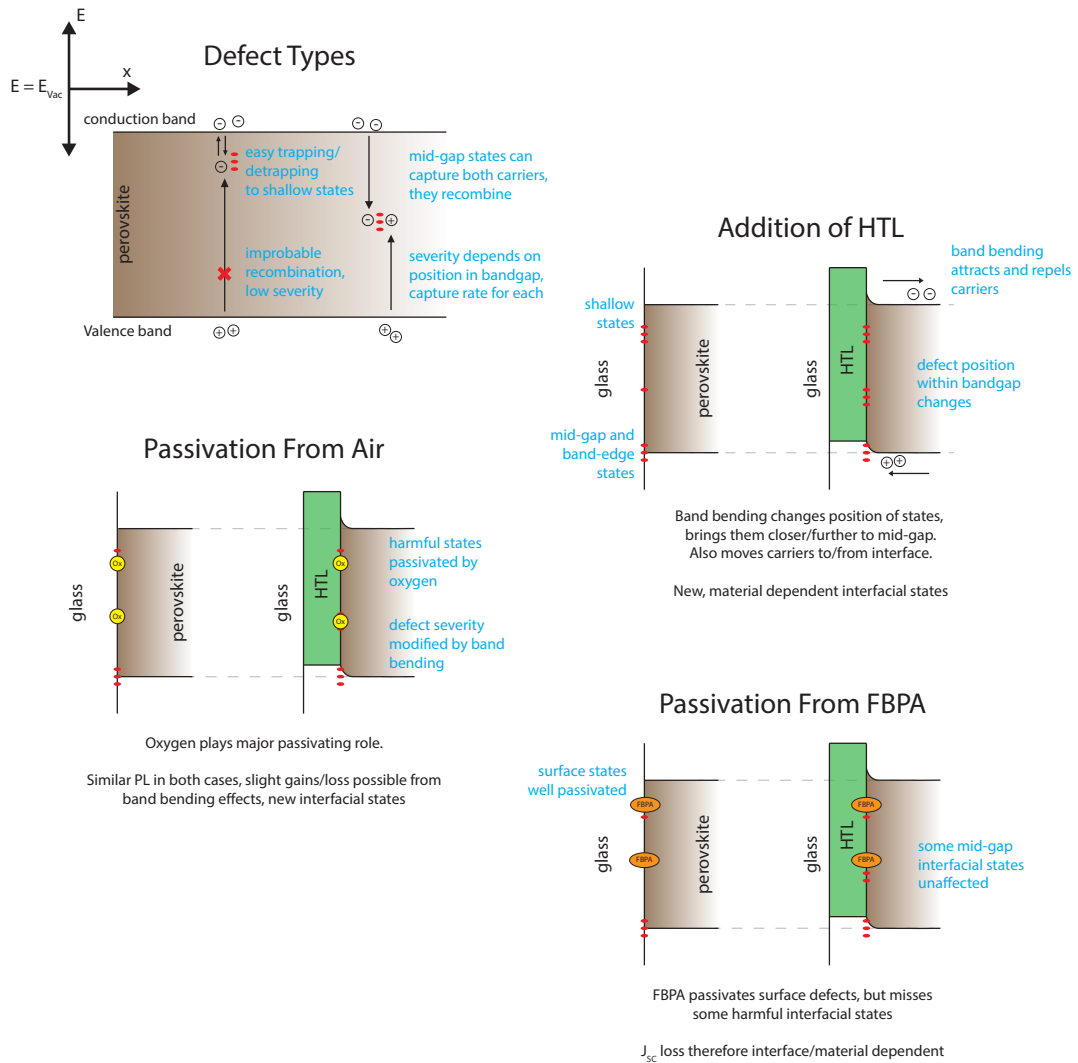 E
Defect Types
x
E = E_Vac
conduction band
− −
− −
easy trapping/
detrapping
to shallow states
−
mid-gap states can
capture both carriers,
they recombine
− +
perovskite
improbable
recombination,
low severity
severity depends on
position in bandgap,
capture rate for each
Valence band
+ +
+ +
Addition of HTL
band bending
attracts and repels
carriers
− −
shallow
states
glass
perovskite
glass
HTL
defect position
within bandgap
changes
mid-gap and
band-edge
states
+ +
Band bending changes position of states,
brings them closer/further to mid-gap.
Also moves carriers to/from interface.
New, material dependent interfacial states
Passivation From Air
harmful states
passivated by
oxygen
Ox
Ox
glass
perovskite
glass
HTL
Ox
Ox
defect severity
modified by band
bending
Oxygen plays major passivating role.
Similar PL in both cases, slight gains/loss possible from
band bending effects, new interfacial states
Passivation From FBPA
surface states
well passivated
FBPA
FBPA
glass
perovskite
glass
HTL
FBPA
FBPA
some mid-gap
interfacial states
unaffected
FBPA passivates surface defects, but misses
some harmful interfacial states
J_sc loss therefore interface/material dependent